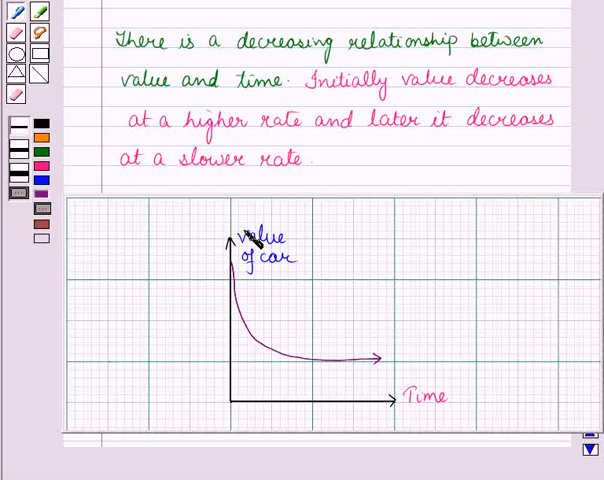 There is a decreasing relationship between
value and time. Initially value decreases
at a higher rate and later it decreases
at a slower rate.
value
of car
Time